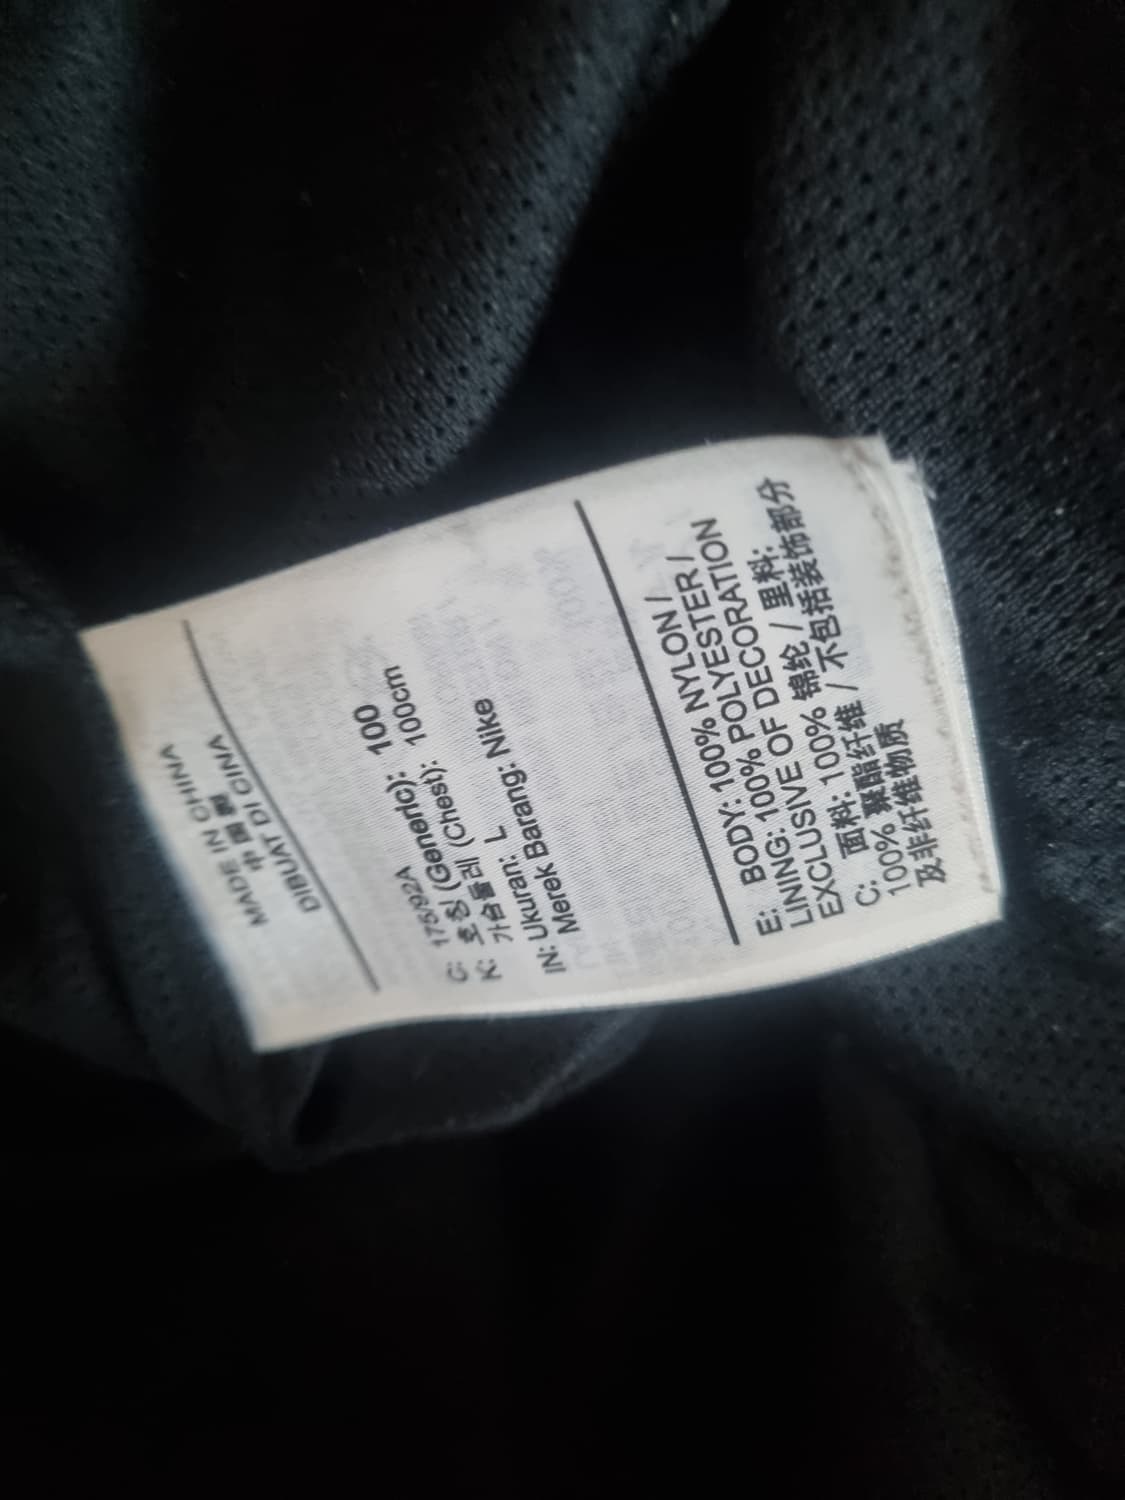 MADE IN CHINA
中国製
DIBUAT DI CINA
C: 175/92A
K: 호칭 (Generic): 100
가슴둘레 (Chest): 100cm
IN: Ukuran: L
Merek Barang: Nike
E: BODY: 100% NYLON /
LINING: 100% POLYESTER /
EXCLUSIVE OF DECORATION
C: 面料: 100% 锦纶 / 里料:
100% 聚酯纤维 / 不包括装饰部分
及非纤维物质